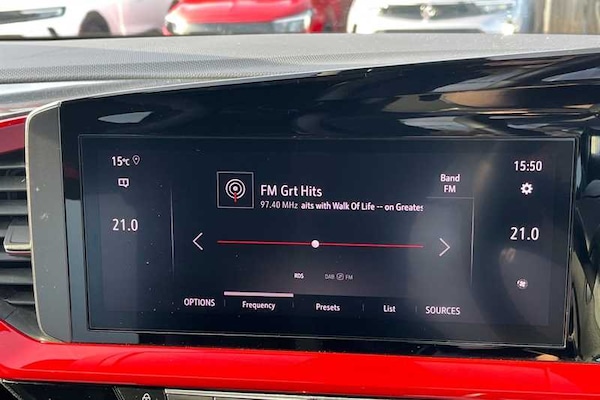 15°C
15:50
FM Grt Hits
Band
FM
97.40 MHz aits with Walk Of Life -- on Greates
21.0
21.0
RDS
DAB FM
OPTIONS
Frequency
Presets
List
SOURCES